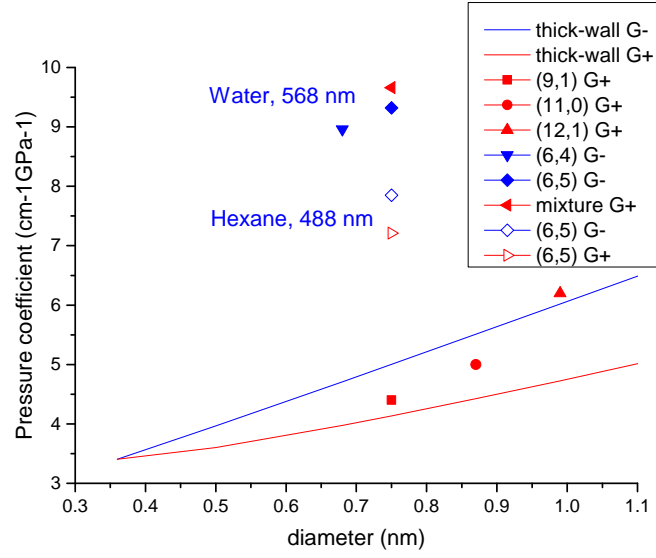 thick-wall G-
thick-wall G+
(9,1) G+
(11,0) G+
(12,1) G+
(6,4) G-
(6,5) G-
mixture G+
(6,5) G-
(6,5) G+
Water, 568 nm
Hexane, 488 nm
Pressure coefficient (cm-1GPa-1)
10
9
8
7
6
5
4
3
0.3 0.4 0.5 0.6 0.7 0.8 0.9 1.0 1.1
diameter (nm)